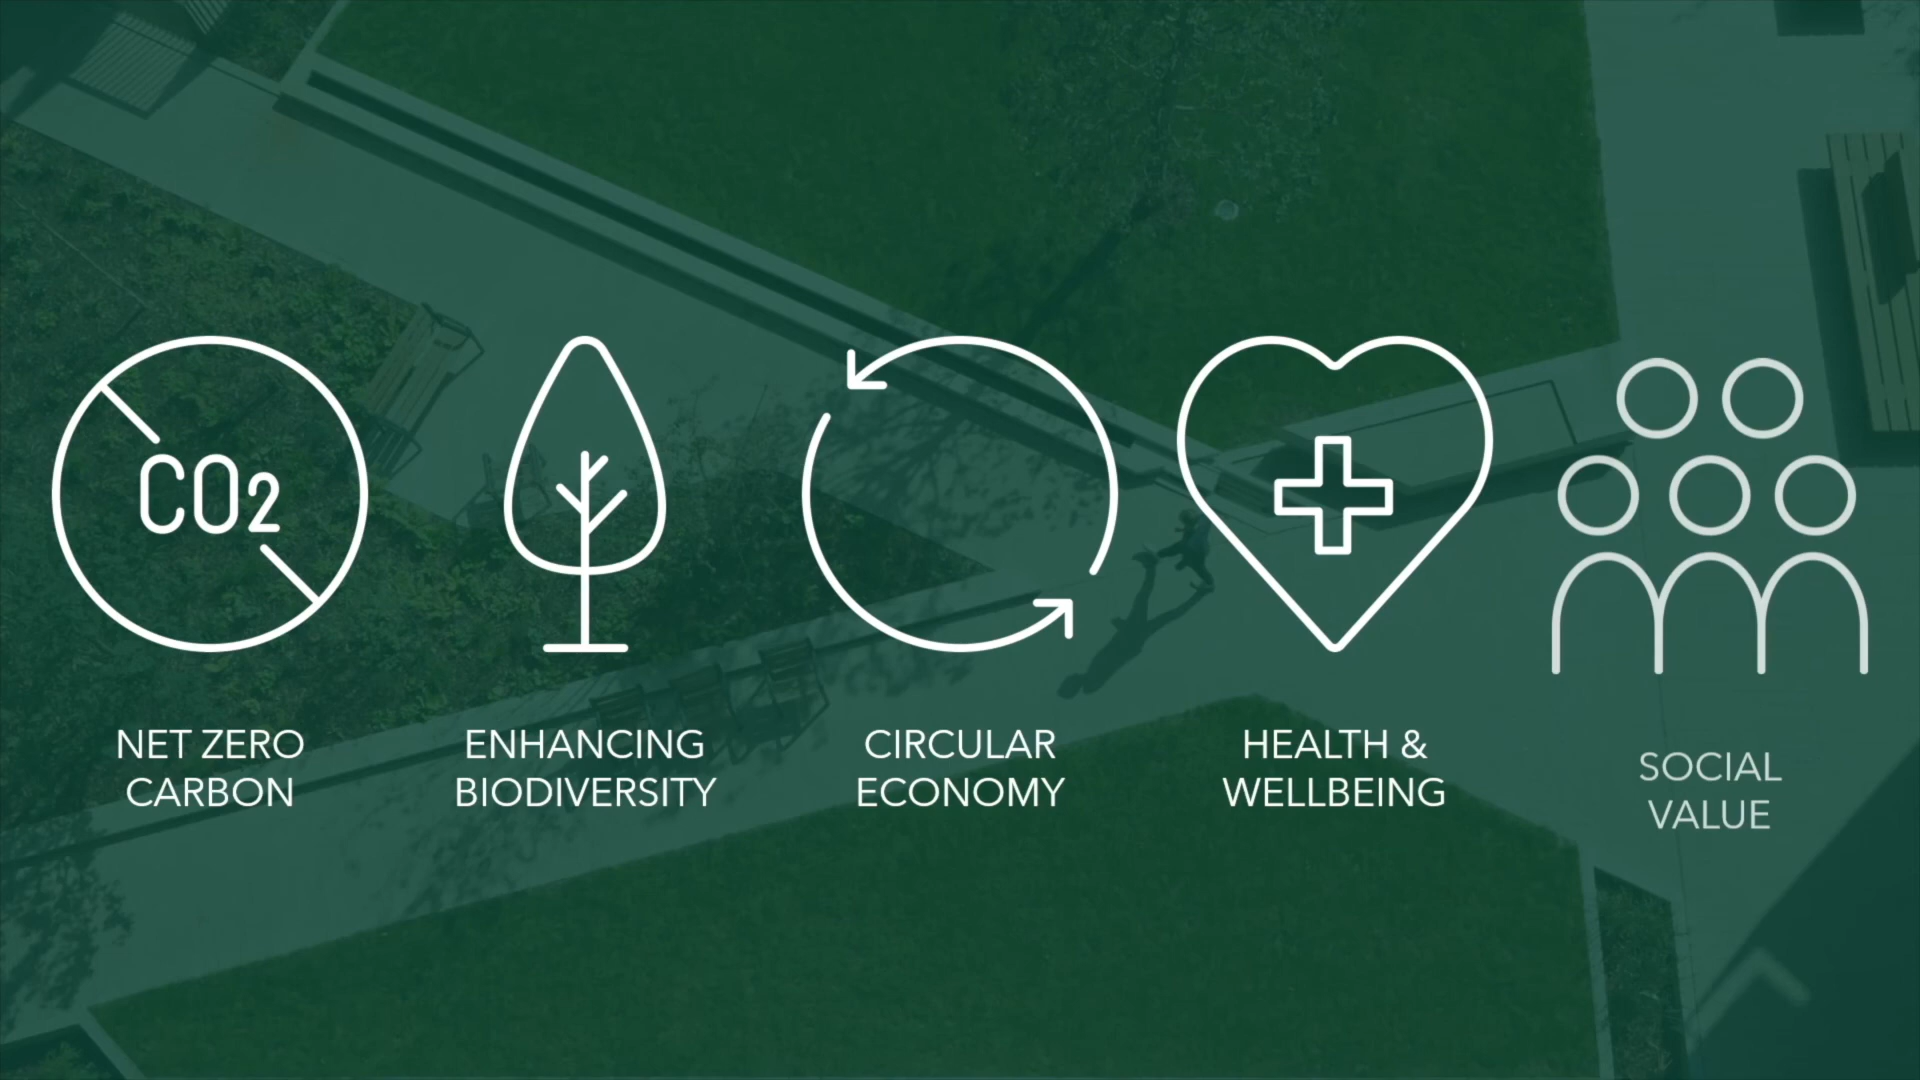 CO2
NET ZERO
CARBON
ENHANCING
BIODIVERSITY
CIRCULAR
ECONOMY
HEALTH &
WELLBEING
SOCIAL
VALUE